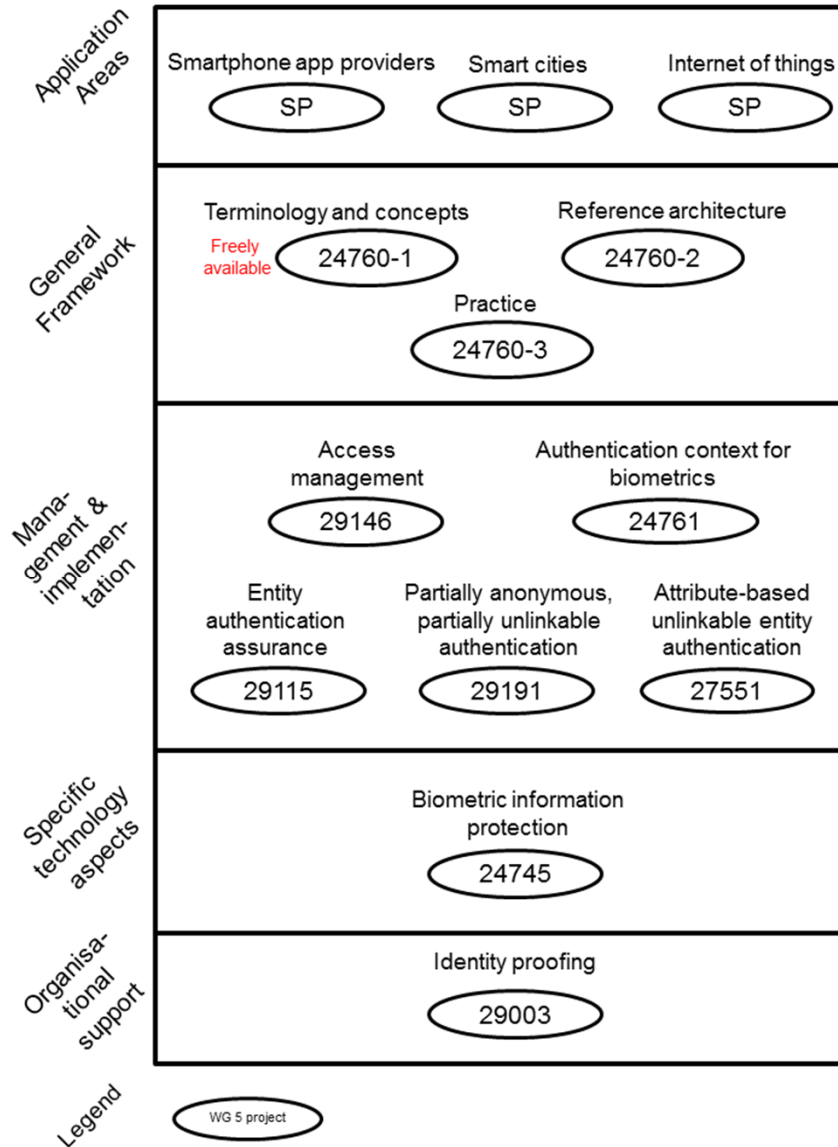 Application
Areas
Smartphone app providers
SP
Smart cities
SP
Internet of things
SP
General
Framework
Terminology and concepts
Freely
available
24760-1
Reference architecture
24760-2
Practice
24760-3
Mana-
gement &
implemen-
tation
Access
management
29146
Authentication context for
biometrics
24761
Entity
authentication
assurance
29115
Partially anonymous,
partially unlinkable
authentication
29191
Attribute-based
unlinkable entity
authentication
27551
Specific
technology
aspects
Biometric information
protection
24745
Organisa-
tional
support
Identity proofing
29003
Legend
WG 5 project